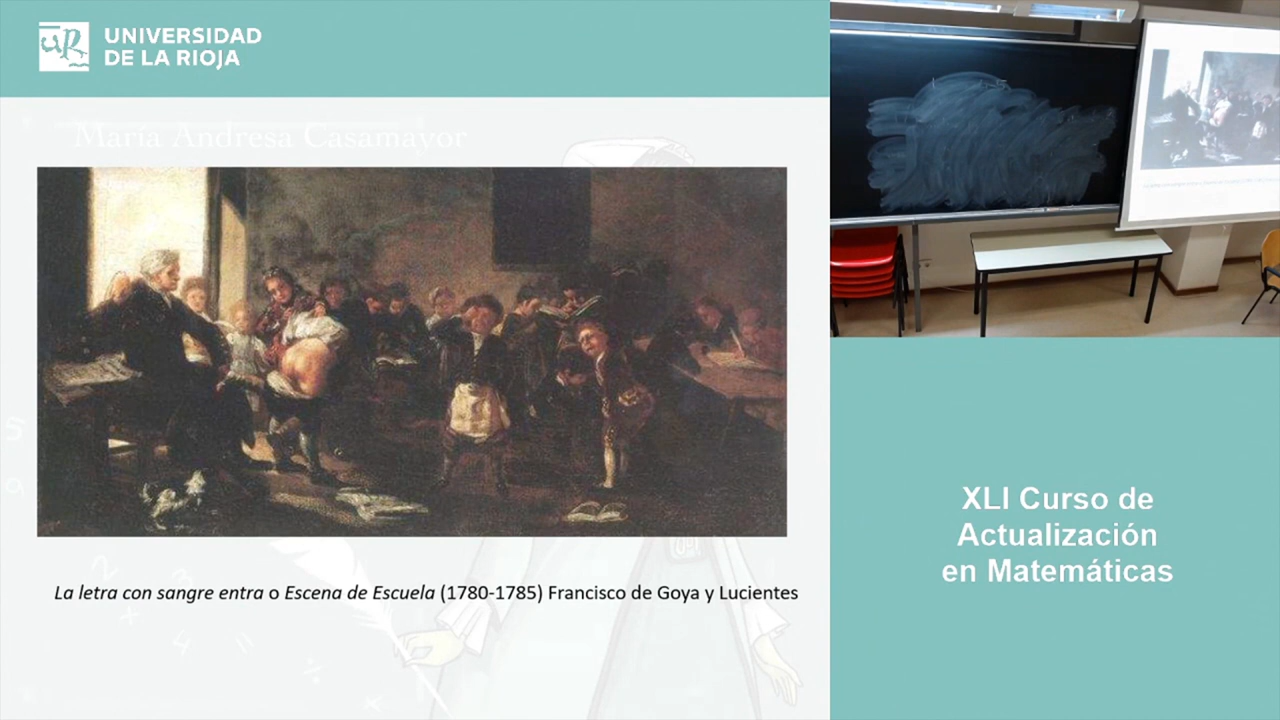 UNIVERSIDAD
DE LA RIOJA
María Andresa Casamayor
La letra con sangre entra o Escena de Escuela (1780-1785) Francisco de Goya y Lucientes
XLI Curso de
Actualización
en Matemáticas